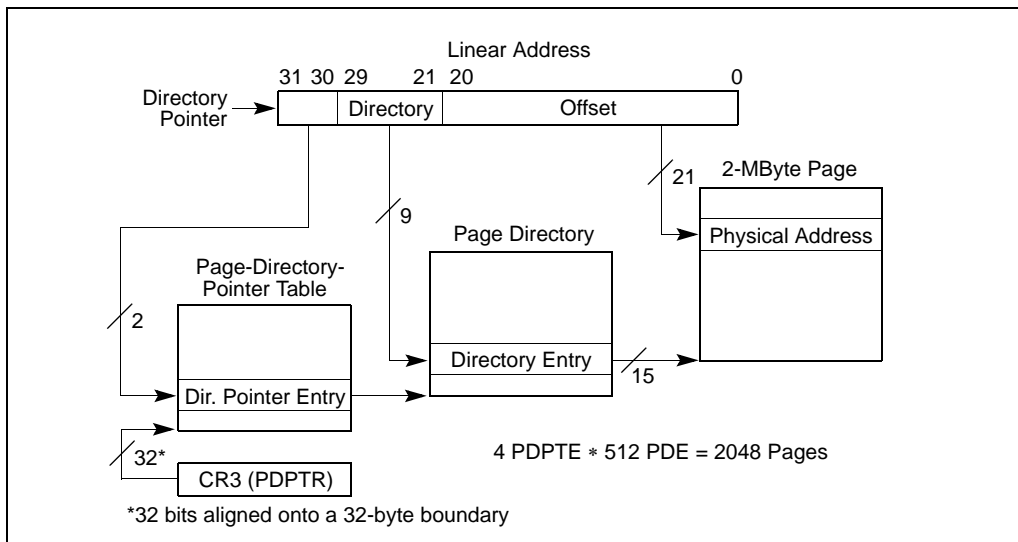 Linear Address
31 30 29 21 20 0
Directory
Pointer
Directory
Offset
21
2-MByte Page
9
Page Directory
Physical Address
Page-Directory-
Pointer Table
2
Directory Entry
15
Dir. Pointer Entry
32*
4 PDPTE * 512 PDE = 2048 Pages
CR3 (PDPTR)
*32 bits aligned onto a 32-byte boundary